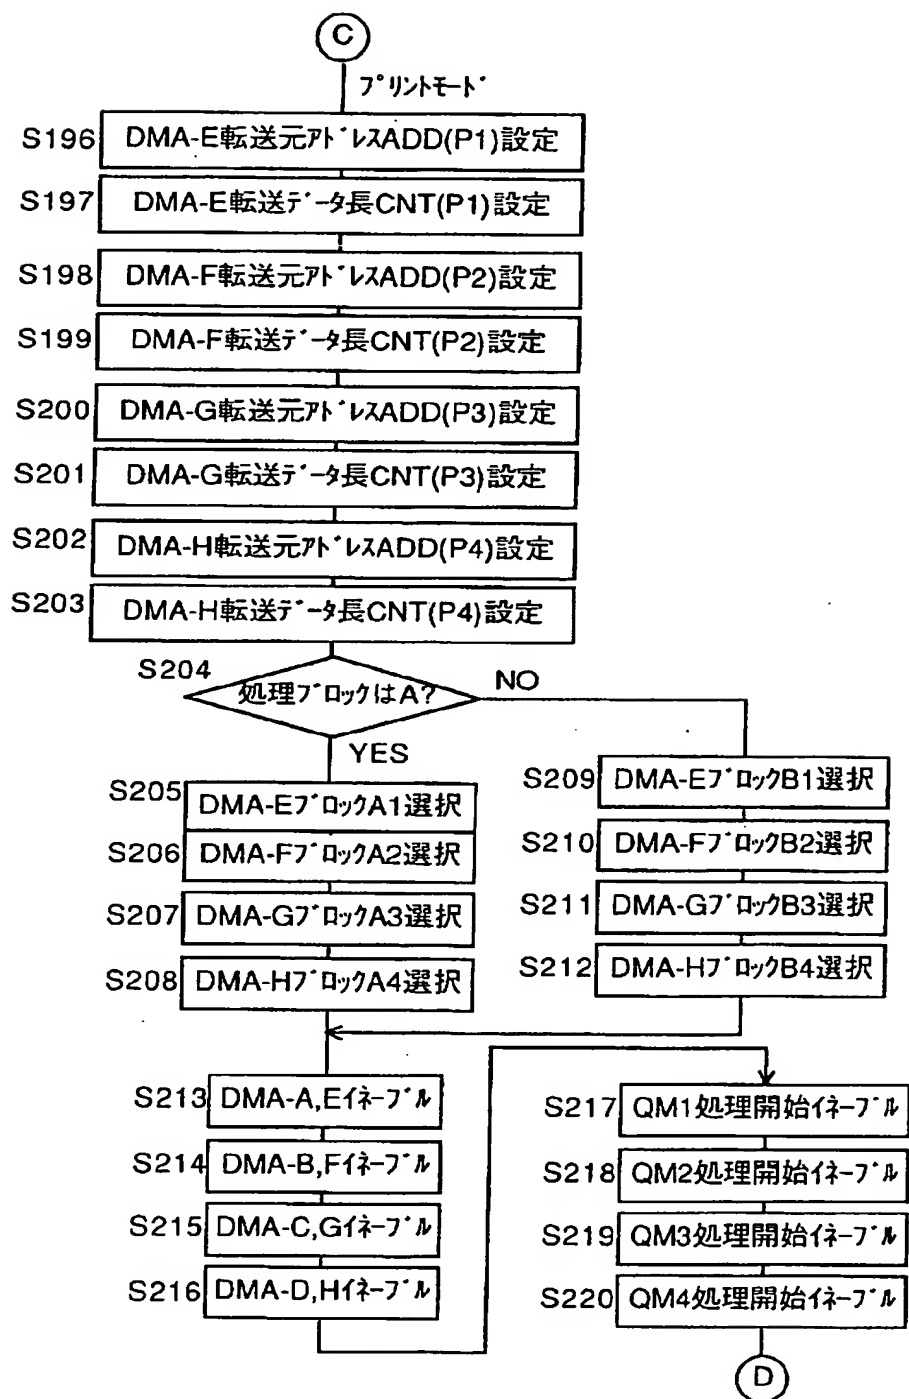 C
プリントモード
S196 DMA-E転送元アドレスADD(P1)設定
S197 DMA-E転送データ長CNT(P1)設定
S198 DMA-F転送元アドレスADD(P2)設定
S199 DMA-F転送データ長CNT(P2)設定
S200 DMA-G転送元アドレスADD(P3)設定
S201 DMA-G転送データ長CNT(P3)設定
S202 DMA-H転送元アドレスADD(P4)設定
S203 DMA-H転送データ長CNT(P4)設定
S204 処理ブロックはA? NO
YES
S205 DMA-EブロックA1選択
S206 DMA-FブロックA2選択
S207 DMA-GブロックA3選択
S208 DMA-HブロックA4選択
S209 DMA-EブロックB1選択
S210 DMA-FブロックB2選択
S211 DMA-GブロックB3選択
S212 DMA-HブロックB4選択
S213 DMA-A,Eイネーブル
S214 DMA-B,Fイネーブル
S215 DMA-C,Gイネーブル
S216 DMA-D,Hイネーブル
S217 QM1処理開始イネーブル
S218 QM2処理開始イネーブル
S219 QM3処理開始イネーブル
S220 QM4処理開始イネーブル
D